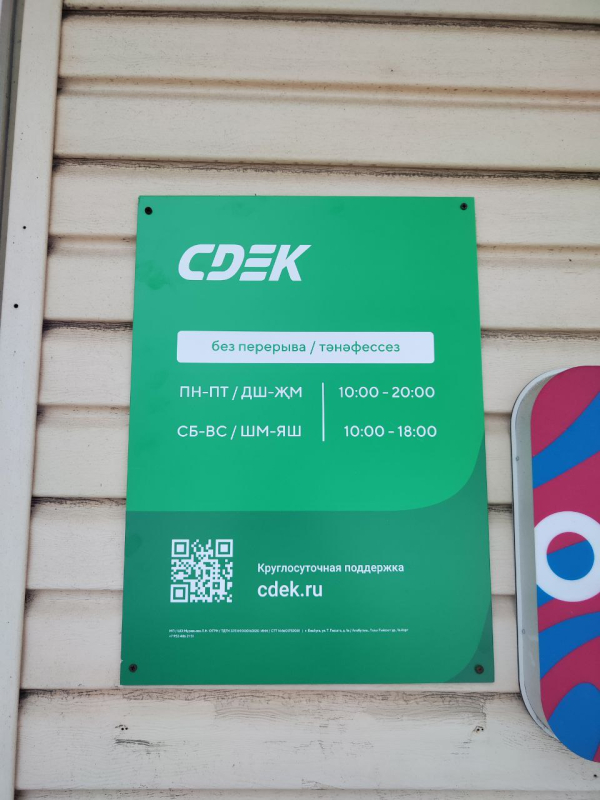 CDEK
без перерыва / тәнәфессез
ПН-ПТ / ДШ-ҖМ 10:00 - 20:00
СБ-ВС / ШМ-ЯШ 10:00 - 18:00
Круглосуточная поддержка
cdek.ru